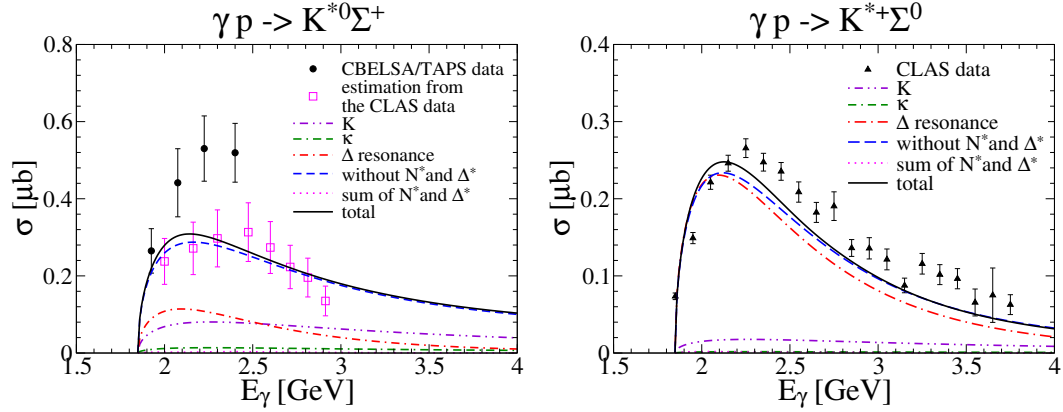 γ p -> K*0Σ+
0.8
0.6
0.4
0.2
0
σ [μb]
CBELSA/TAPS data
estimation from
the CLAS data
K
κ
Δ resonance
without N* and Δ*
sum of N* and Δ*
total
1.5 2 2.5 3 3.5 4
Eγ [GeV]
γ p -> K*+Σ0
0.4
0.3
0.2
0.1
0
σ [μb]
CLAS data
K
κ
Δ resonance
without N* and Δ*
sum of N* and Δ*
total
1.5 2 2.5 3 3.5 4
Eγ [GeV]